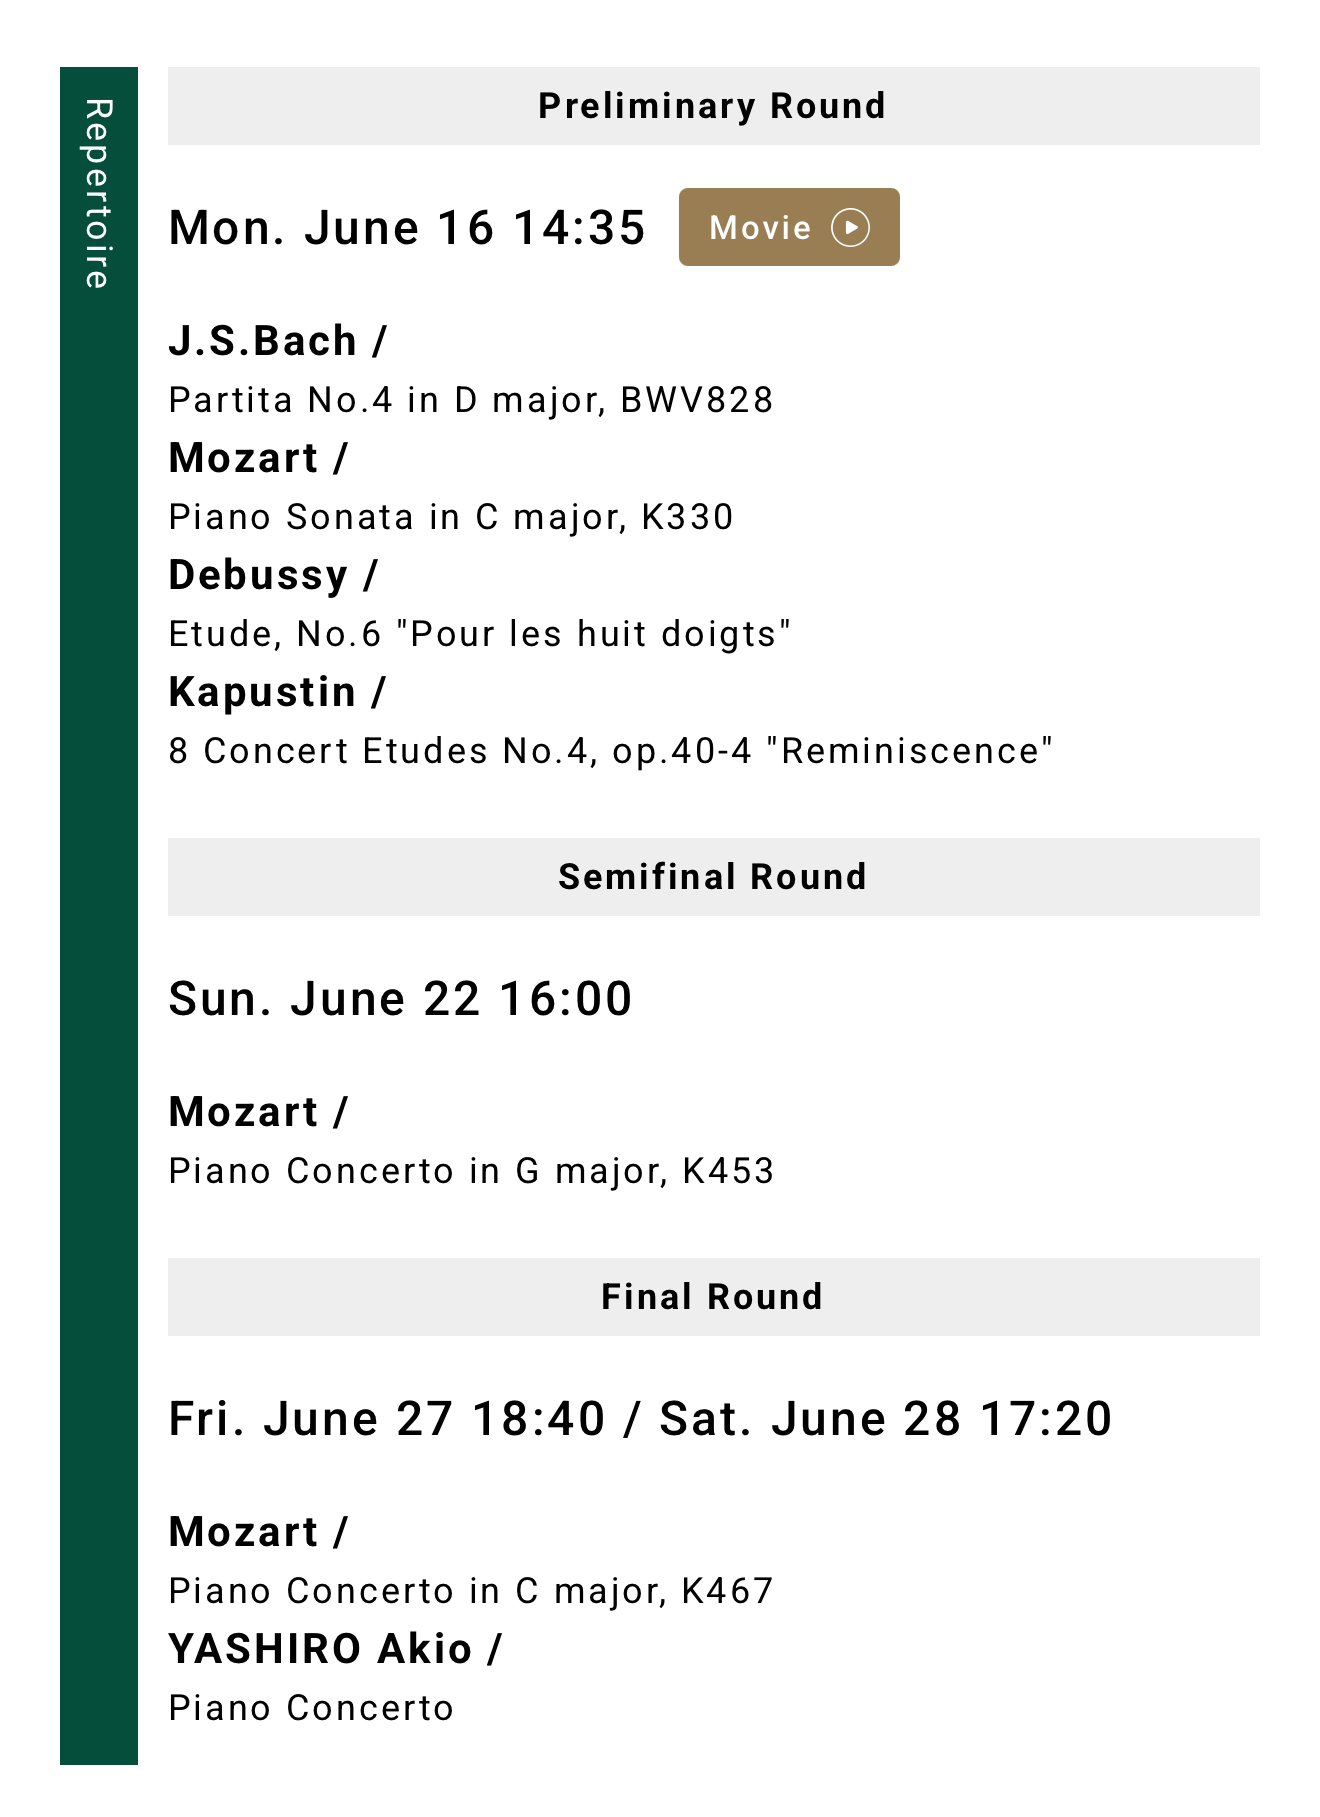 Repertoire
Preliminary Round
Mon. June 16 14:35
Movie
J.S.Bach /
Partita No.4 in D major, BWV828
Mozart /
Piano Sonata in C major, K330
Debussy /
Etude, No.6 "Pour les huit doigts"
Kapustin /
8 Concert Etudes No.4, op.40-4 "Reminiscence"
Semifinal Round
Sun. June 22 16:00
Mozart /
Piano Concerto in G major, K453
Final Round
Fri. June 27 18:40 / Sat. June 28 17:20
Mozart /
Piano Concerto in C major, K467
YASHIRO Akio /
Piano Concerto